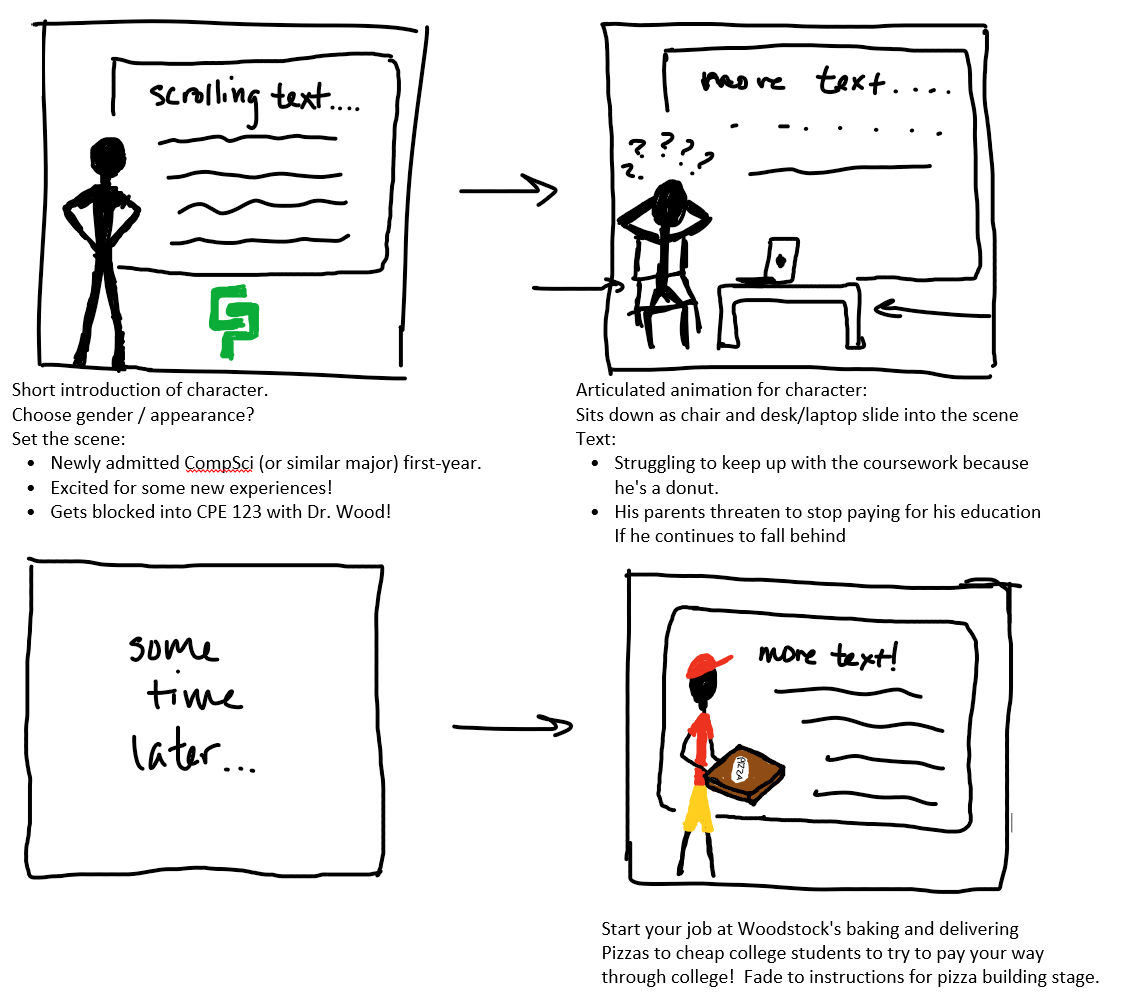 scrolling text....
more text....
? ? ? ? ?
CP
Short introduction of character.
Choose gender / appearance?
Set the scene:
• Newly admitted CompSci (or similar major) first-year.
• Excited for some new experiences!
• Gets blocked into CPE 123 with Dr. Wood!
Articulated animation for character:
Sits down as chair and desk/laptop slide into the scene
Text:
• Struggling to keep up with the coursework because
he's a donut.
• His parents threaten to stop paying for his education
If he continues to fall behind
some
time
later...
more text!
PIZZA
Start your job at Woodstock's baking and delivering
Pizzas to cheap college students to try to pay your way
through college!  Fade to instructions for pizza building stage.